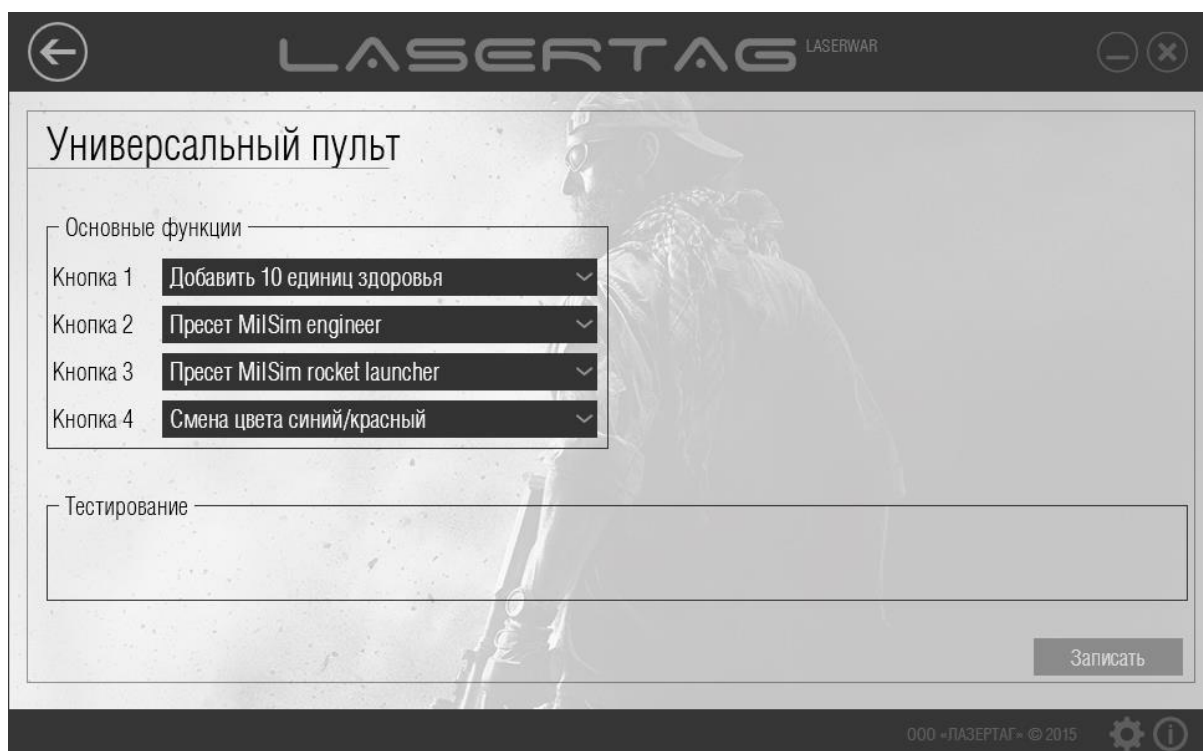 LASERTAG LASERWAR
Универсальный пульт
Основные функции
Кнопка 1 Добавить 10 единиц здоровья
Кнопка 2 Пресет MilSim engineer
Кнопка 3 Пресет MilSim rocket launcher
Кнопка 4 Смена цвета синий/красный
Тестирование
Записать
ООО «ЛАЗЕРТАГ» © 2015